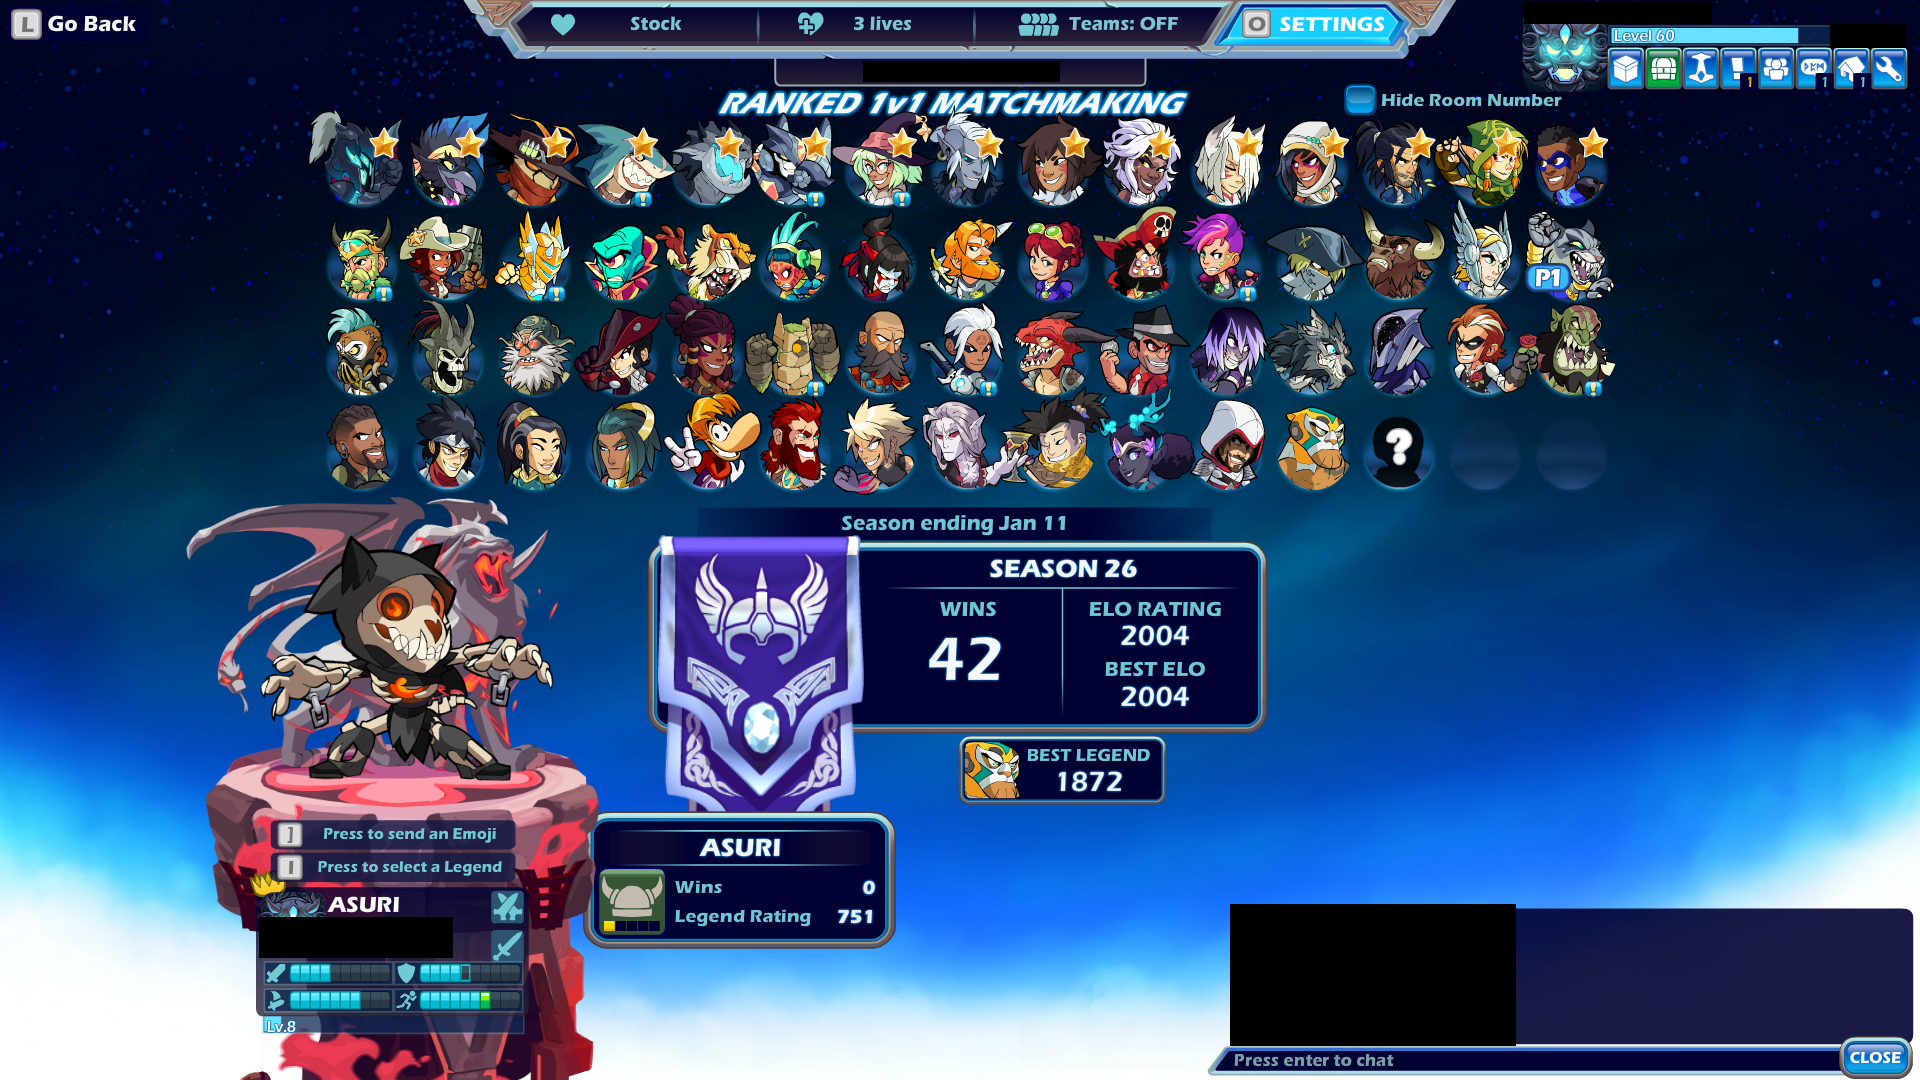 L Go Back
Stock
3 lives
Teams: OFF
O SETTINGS
Level 60
1
1
1
RANKED 1v1 MATCHMAKING
Hide Room Number
P1
?
Season ending Jan 11
SEASON 26
WINS
42
ELO RATING
2004
BEST ELO
2004
BEST LEGEND
1872
J Press to send an Emoji
I Press to select a Legend
ASURI
Lv.8
ASURI
Wins 0
Legend Rating 751
Press enter to chat
CLOSE